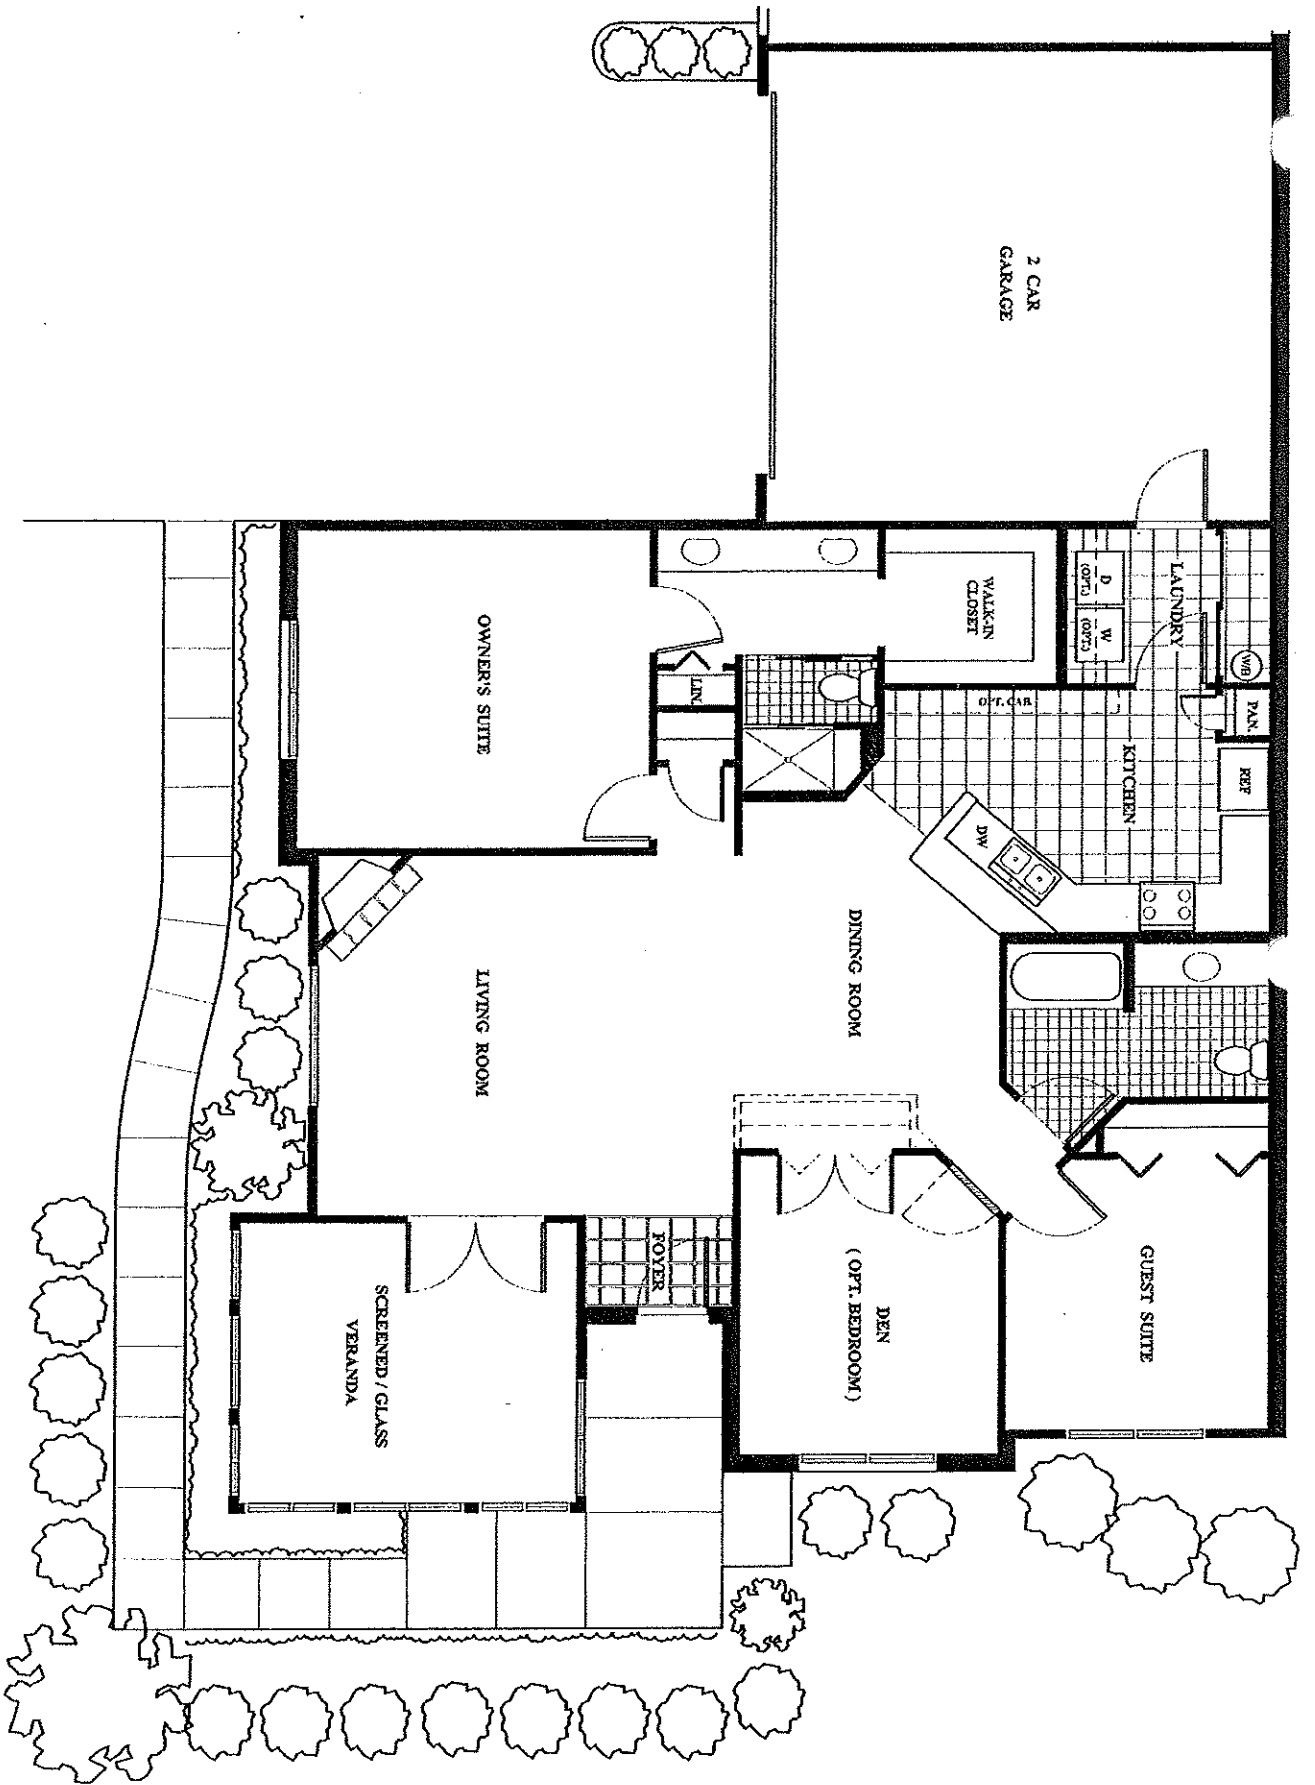 2 CAR
GARAGE
WALK-IN
CLOSET
D
(OPT.)
W
(OPT.)
LAUNDRY
W/H
PAN.
OPT. CAB.
KITCHEN
REF
DW
OWNER'S SUITE
LIN.
DINING ROOM
LIVING ROOM
FOYER
SCREENED / GLASS
VERANDA
DEN
( OPT. BEDROOM )
GUEST SUITE